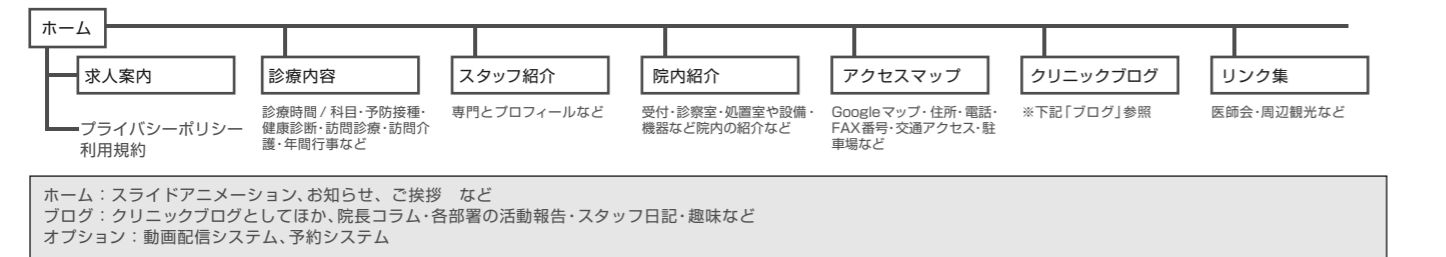 ホーム
求人案内
プライバシーポリシー
利用規約
診療内容
診療時間 / 科目・予防接種・
健康診断・訪問診療・訪問介
護・年間行事など
スタッフ紹介
専門とプロフィールなど
院内紹介
受付・診察室・処置室や設備・
機器など院内の紹介など
アクセスマップ
Googleマップ・住所・電話・
FAX番号・交通アクセス・駐
車場など
クリニックブログ
※下記「ブログ」参照
リンク集
医師会・周辺観光など
ホーム：スライドアニメーション、お知らせ、ご挨拶　など
ブログ：クリニックブログとしてほか、院長コラム・各部署の活動報告・スタッフ日記・趣味など
オプション：動画配信システム、予約システム